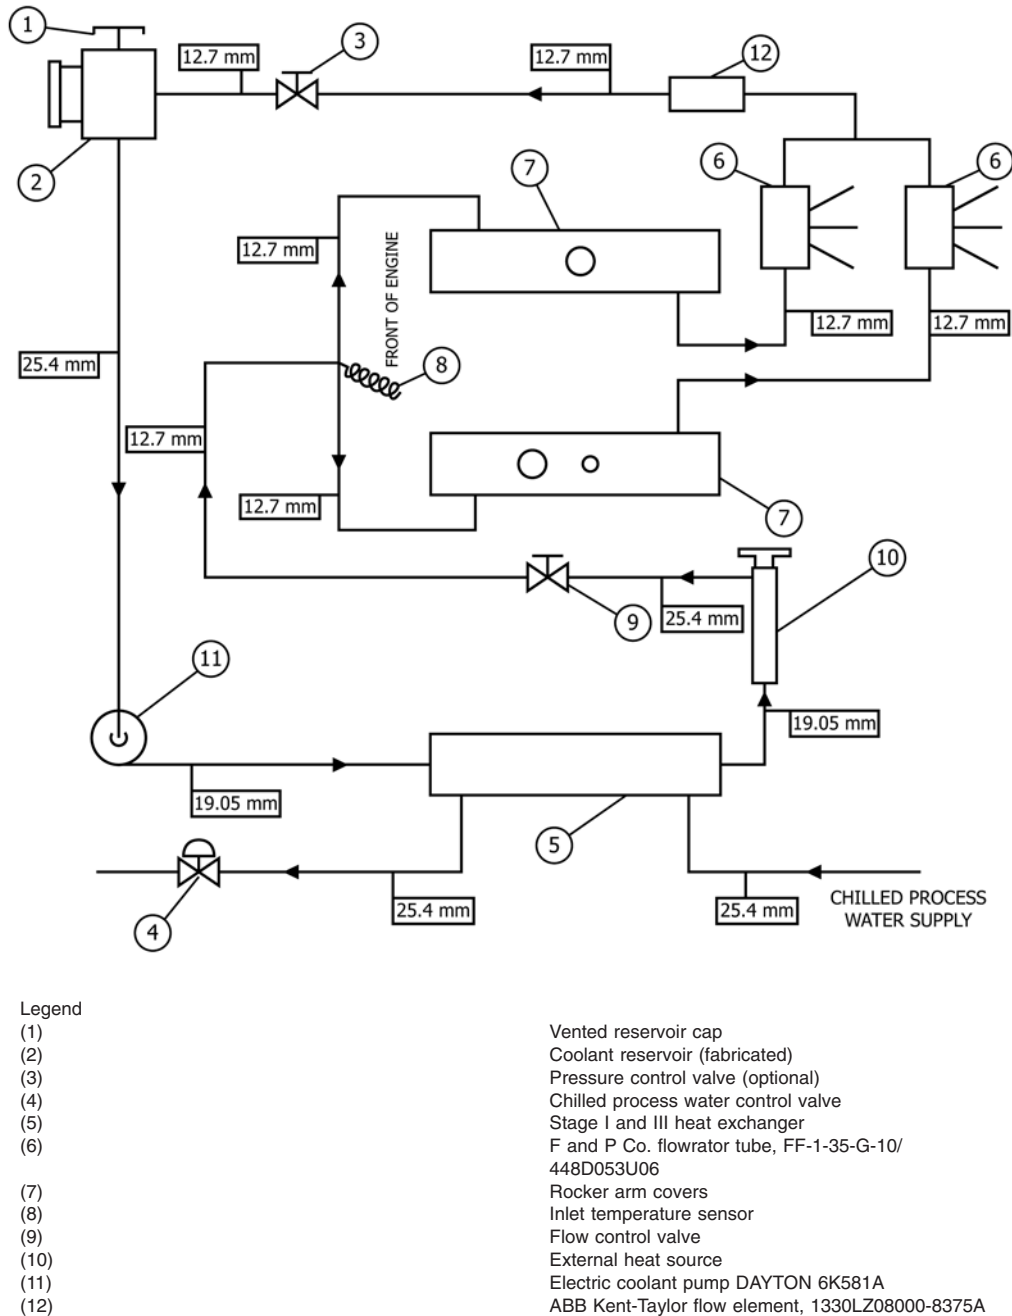 1
12.7 mm
3
12.7 mm
12
2
7
6
6
12.7 mm
FRONT OF ENGINE
12.7 mm
12.7 mm
25.4 mm
8
12.7 mm
12.7 mm
7
10
9
25.4 mm
11
19.05 mm
19.05 mm
5
4
25.4 mm
25.4 mm
CHILLED PROCESS
WATER SUPPLY
Legend
(1) Vented reservoir cap
(2) Coolant reservoir (fabricated)
(3) Pressure control valve (optional)
(4) Chilled process water control valve
(5) Stage I and III heat exchanger
(6) F and P Co. flowrator tube, FF-1-35-G-10/
448D053U06
(7) Rocker arm covers
(8) Inlet temperature sensor
(9) Flow control valve
(10) External heat source
(11) Electric coolant pump DAYTON 6K581A
(12) ABB Kent-Taylor flow element, 1330LZ08000-8375A